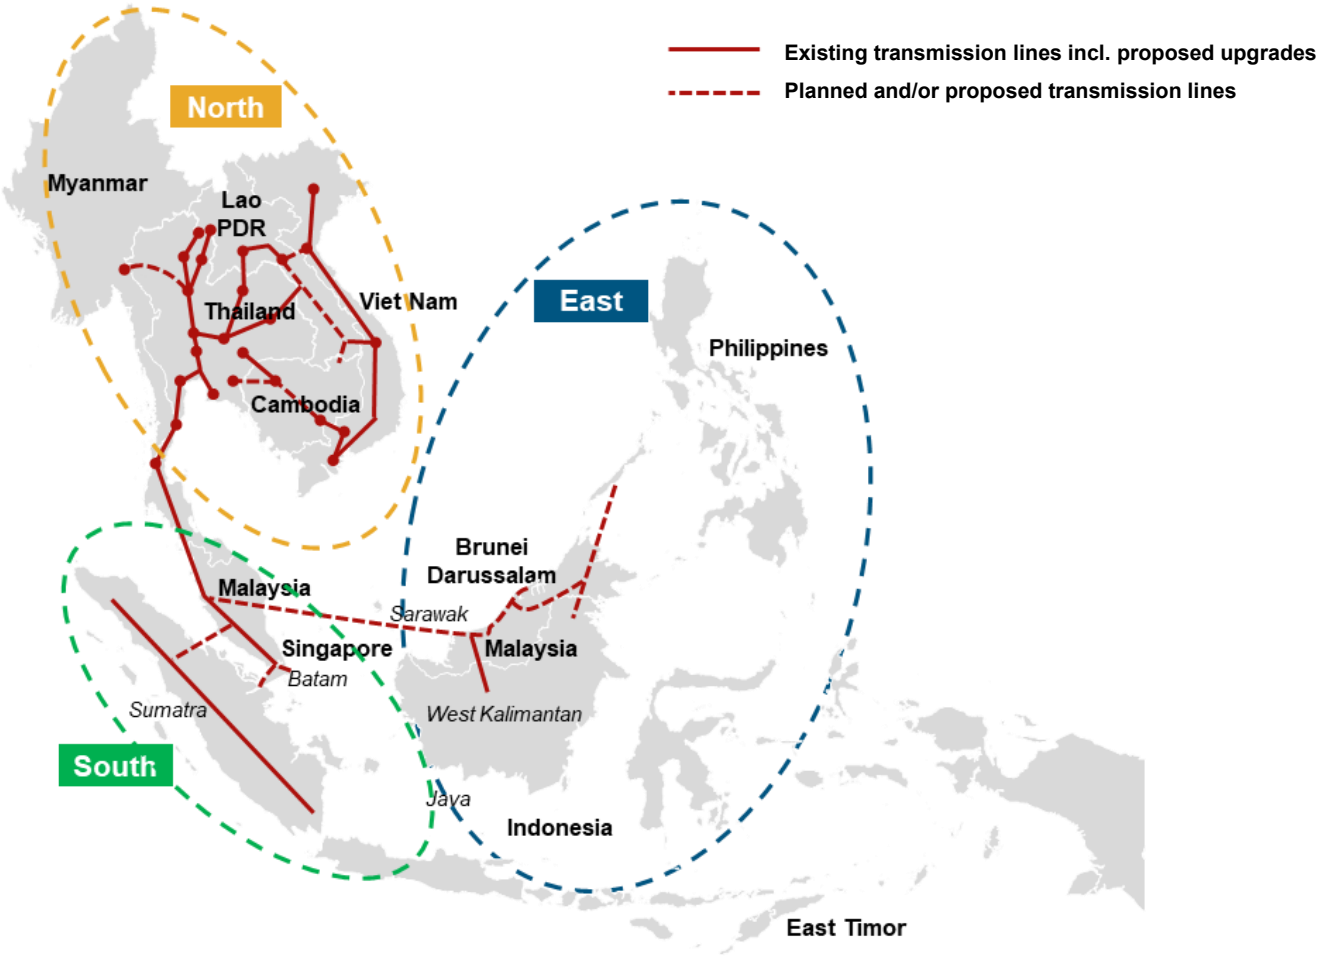 Existing transmission lines incl. proposed upgrades
Planned and/or proposed transmission lines
North
Myanmar
Lao
PDR
Thailand
Viet Nam
Cambodia
East
Philippines
Brunei
Darussalam
Malaysia
Sarawak
Singapore
Malaysia
Batam
Sumatra
West Kalimantan
South
Java
Indonesia
East Timor